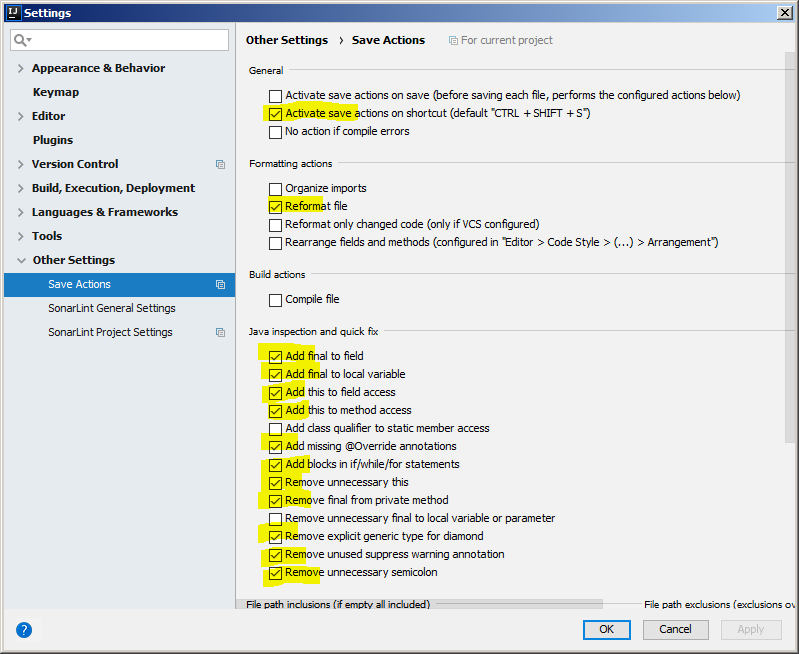 IJ Settings
Appearance & Behavior
Keymap
Editor
Plugins
Version Control
Build, Execution, Deployment
Languages & Frameworks
Tools
Other Settings
Save Actions
SonarLint General Settings
SonarLint Project Settings
Other Settings › Save Actions For current project
General
Activate save actions on save (before saving each file, performs the configured actions below)
Activate save actions on shortcut (default "CTRL + SHIFT + S")
No action if compile errors
Formatting actions
Organize imports
Reformat file
Reformat only changed code (only if VCS configured)
Rearrange fields and methods (configured in "Editor > Code Style > (...) > Arrangement")
Build actions
Compile file
Java inspection and quick fix
Add final to field
Add final to local variable
Add this to field access
Add this to method access
Add class qualifier to static member access
Add missing @Override annotations
Add blocks in if/while/for statements
Remove unnecessary this
Remove final from private method
Remove unnecessary final to local variable or parameter
Remove explicit generic type for diamond
Remove unused suppress warning annotation
Remove unnecessary semicolon
File path inclusions (if empty all included) File path exclusions (exclusions ov
? OK Cancel Apply